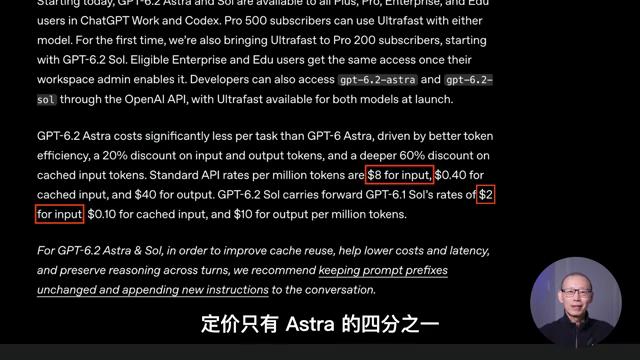 Starting today, GPT-6.2 Astra and Sol are available to all Plus, Pro, Enterprise, and Edu
users in ChatGPT Work and Codex. Pro 500 subscribers can use Ultrafast with either
model. For the first time, we're also bringing Ultrafast to Pro 200 subscribers, starting
with GPT-6.2 Sol. Eligible Enterprise and Edu users get the same access once their
workspace admin enables it. Developers can also access gpt-6.2-astra and gpt-6.2-
sol through the OpenAI API, with Ultrafast available for both models at launch.
GPT-6.2 Astra costs significantly less per task than GPT-6 Astra, driven by better token
efficiency, a 20% discount on input and output tokens, and a deeper 60% discount on
cached input tokens. Standard API rates per million tokens are $8 for input, $0.40 for
cached input, and $40 for output. GPT-6.2 Sol carries forward GPT-6.1 Sol's rates of $2
for input, $0.10 for cached input, and $10 for output per million tokens.
For GPT-6.2 Astra & Sol, in order to improve cache reuse, help lower costs and latency,
and preserve reasoning across turns, we recommend keeping prompt prefixes
unchanged and appending new instructions to the conversation.
定价只有 Astra 的四分之一